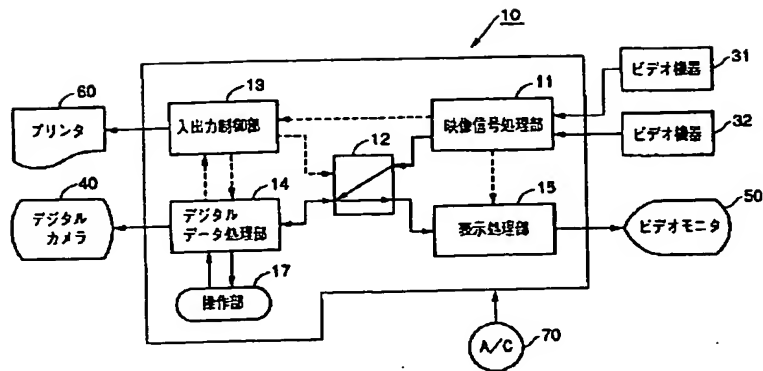 10
60
プリンタ
13
入出力制御部
11
映像信号処理部
ビデオ機器
31
ビデオ機器
32
12
40
デジタル
カメラ
14
デジタル
データ処理部
15
表示処理部
50
ビデオモニタ
17
操作部
A/C
70